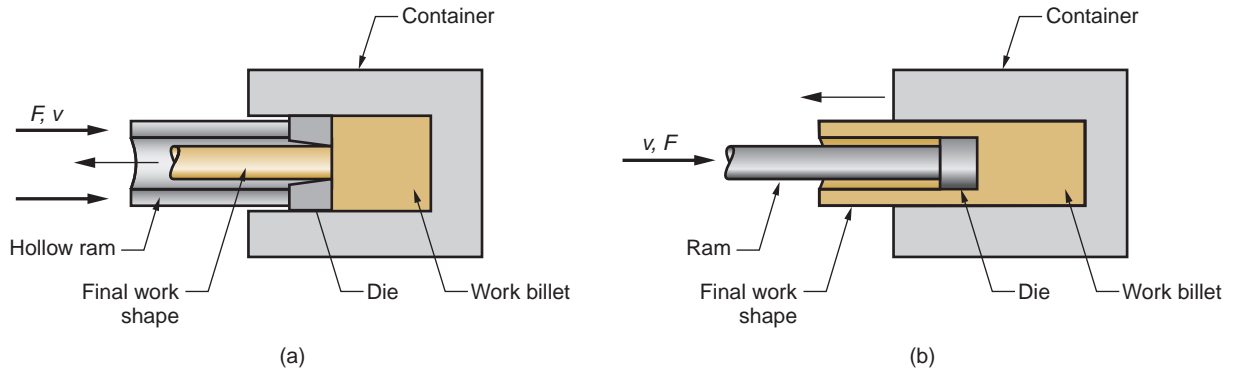 Container
F, v
Hollow ram
Final work
shape
Die
Work billet
(a)
Container
v, F
Ram
Final work
shape
Die
Work billet
(b)